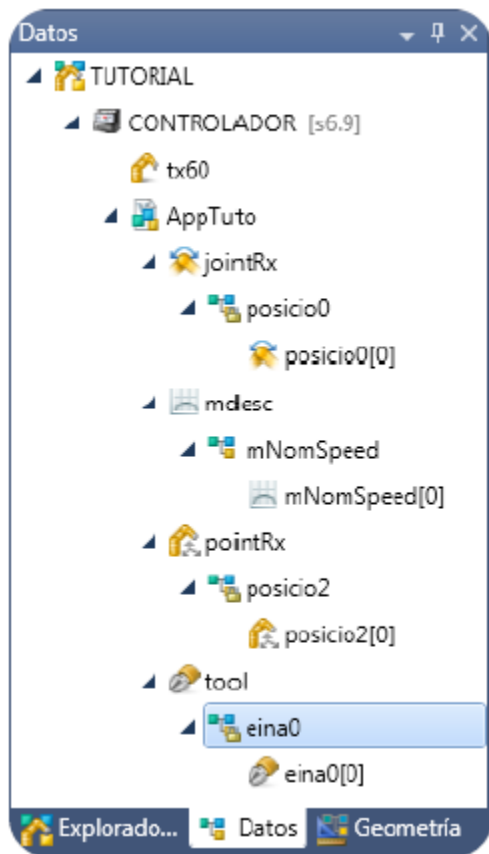 Datos
TUTORIAL
CONTROLADOR [s6.9]
tx60
AppTuto
jointRx
posicio0
posicio0[0]
mdesc
mNomSpeed
mNomSpeed[0]
pointRx
posicio2
posicio2[0]
tool
eina0
eina0[0]
Explorado... Datos Geometría